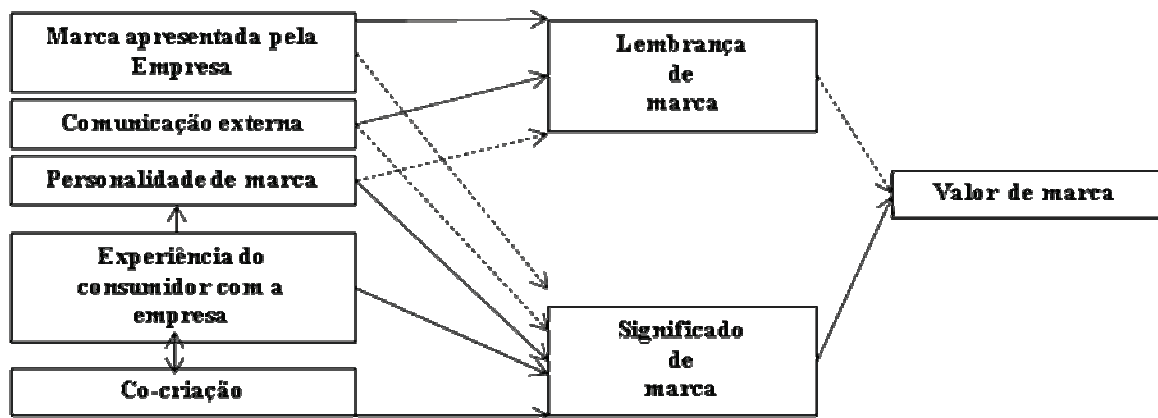 Marca apresentada pela
Empresa
Comunicação externa
Personalidade de marca
Experiência do
consumidor com a
empresa
Co-criação
Lembrança
de
marca
Significado
de
marca
Valor de marca